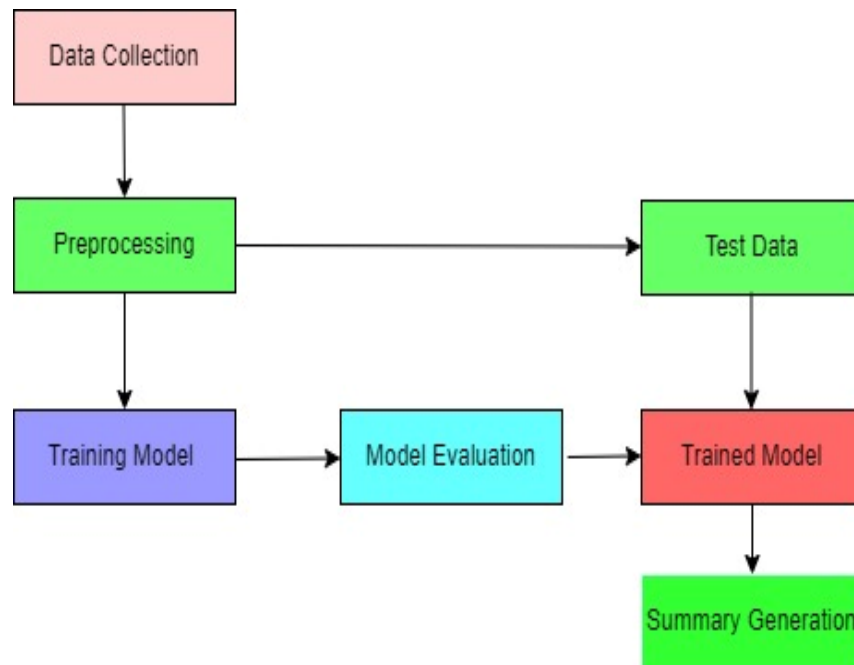 Data Collection
Preprocessing
Test Data
Training Model
Model Evaluation
Trained Model
Summary Generation